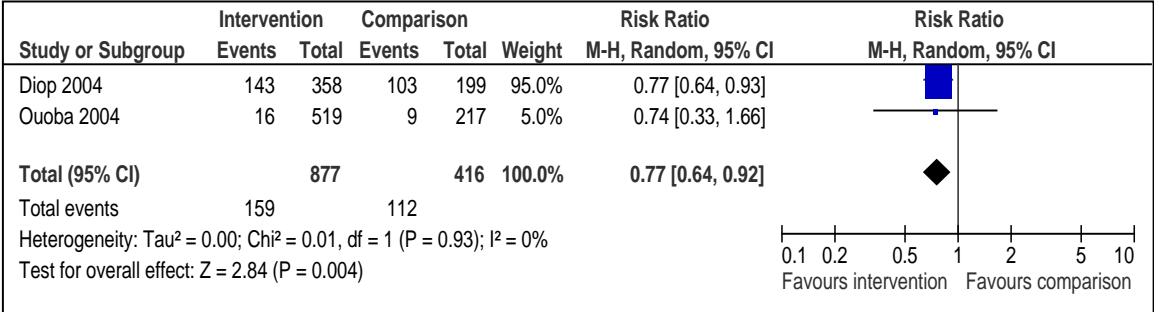 Intervention Comparison Risk Ratio Risk Ratio
Study or Subgroup Events Total Events Total Weight M-H, Random, 95% CI M-H, Random, 95% CI
Diop 2004 143 358 103 199 95.0% 0.77 [0.64, 0.93]
Ouoba 2004 16 519 9 217 5.0% 0.74 [0.33, 1.66]
Total (95% CI) 877 416 100.0% 0.77 [0.64, 0.92]
Total events 159 112
Heterogeneity: Tau² = 0.00; Chi² = 0.01, df = 1 (P = 0.93); I² = 0%
Test for overall effect: Z = 2.84 (P = 0.004)
0.1 0.2 0.5 1 2 5 10
Favours intervention Favours comparison